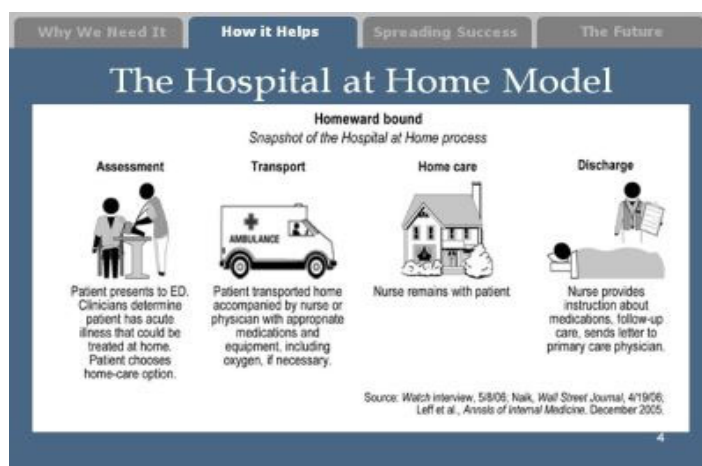 Why We Need It
How it Helps
Spreading Success
The Future
The Hospital at Home Model
Homeward bound
Snapshot of the Hospital at Home process
Assessment
Transport
Home care
Discharge
AMBULANCE
Patient presents to ED.
Clinicians determine
patient has acute
illness that could be
treated at home.
Patient chooses
home-care option.
Patient transported home
accompanied by nurse or
physician with appropriate
medications and
equipment, including
oxygen, if necessary.
Nurse remains with patient
Nurse provides
instruction about
medications, follow-up
care, sends letter to
primary care physician.
Source: Watch interview, 5/8/06; Naik, Wall Street Journal, 4/19/06;
Leff et al., Annals of Internal Medicine, December 2005.
4